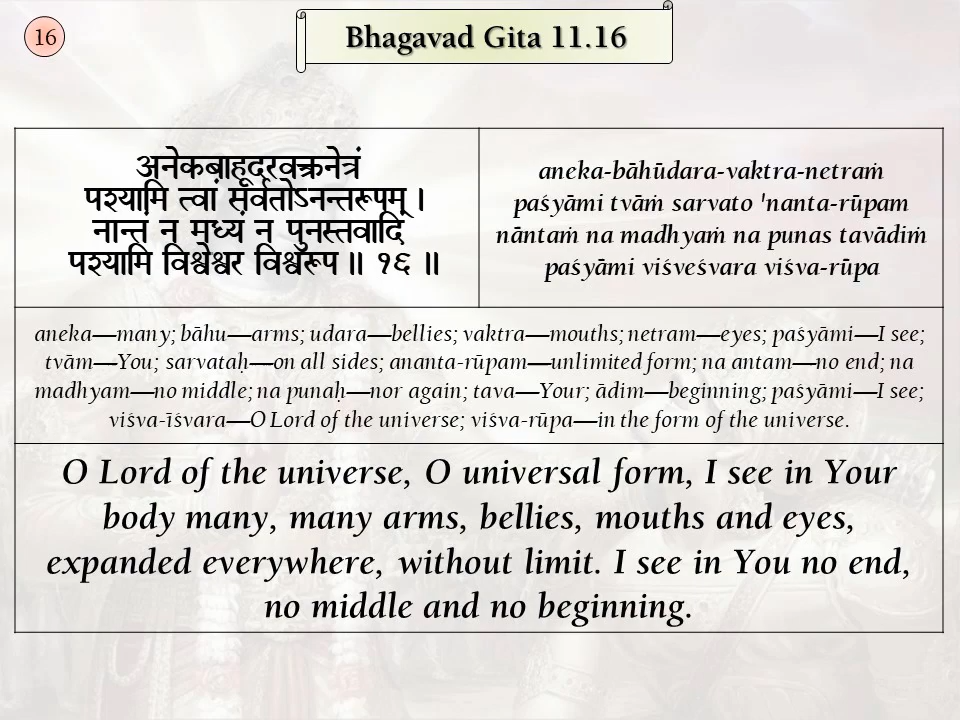 16
Bhagavad Gita 11.16
अनेकबाहूदरवक्रनेत्रं
पश्यामि त्वां सर्वतोऽनन्तरूपम् ।
नान्तं न मध्यं न पुनस्तवादिं
पश्यामि विश्वेश्वर विश्वरूप ॥ १६ ॥
aneka-bāhūdara-vaktra-netraṁ
paśyāmi tvāṁ sarvato 'nanta-rūpam
nāntaṁ na madhyaṁ na punas tavādiṁ
paśyāmi viśveśvara viśva-rūpa
aneka—many; bāhu—arms; udara—bellies; vaktra—mouths; netram—eyes; paśyāmi—I see;
tvām—You; sarvataḥ—on all sides; ananta-rūpam—unlimited form; na antam—no end; na
madhyam—no middle; na punaḥ—nor again; tava—Your; ādim—beginning; paśyāmi—I see;
viśva-īśvara—O Lord of the universe; viśva-rūpa—in the form of the universe.
O Lord of the universe, O universal form, I see in Your
body many, many arms, bellies, mouths and eyes,
expanded everywhere, without limit. I see in You no end,
no middle and no beginning.